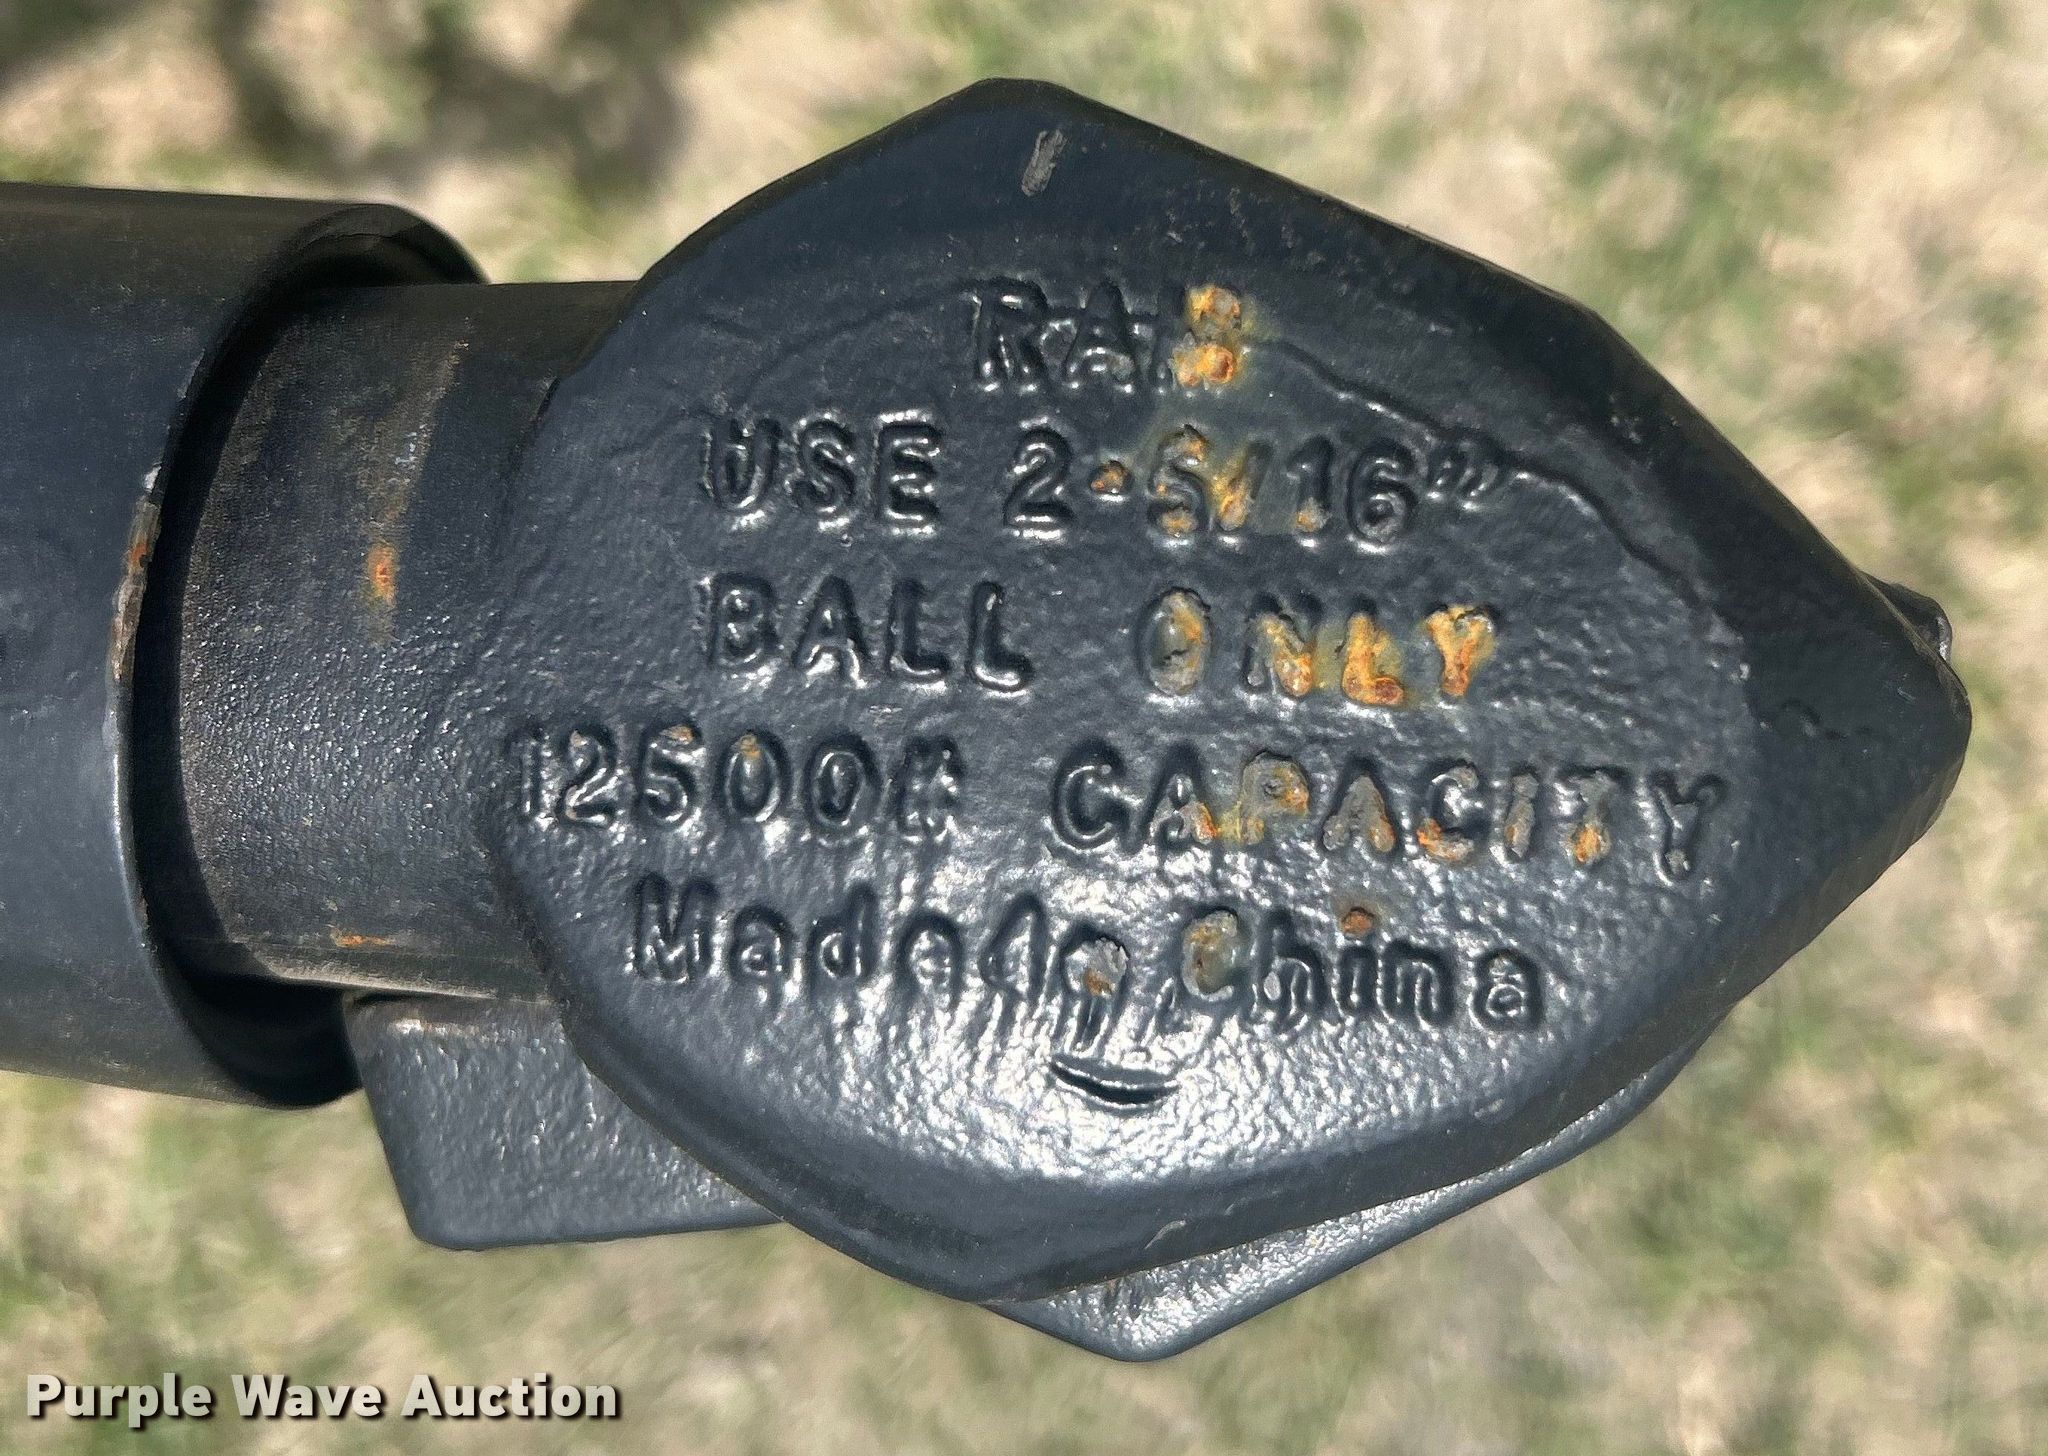 RAM
USE 2-5/16"
BALL ONLY
12500# CAPACITY
Made In China
Purple Wave Auction